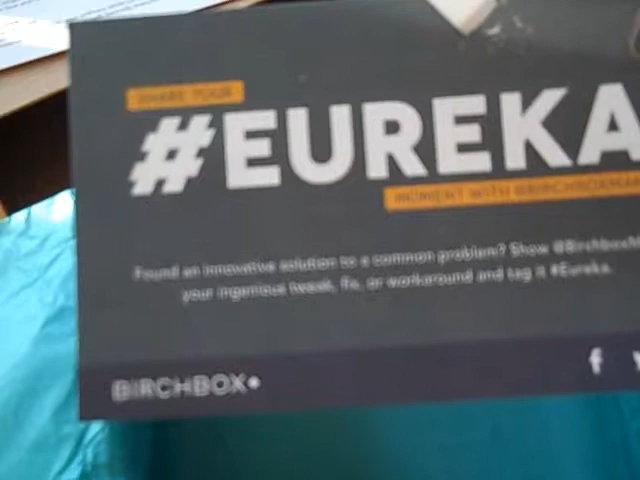 SHARE YOUR
#EUREKA
MOMENT WITH @BIRCHBOXMAN
Found an innovative solution to a common problem? Show @BirchboxM
your ingenious tweak, fix, or workaround and tag it #Eureka.
BIRCHBOX
f